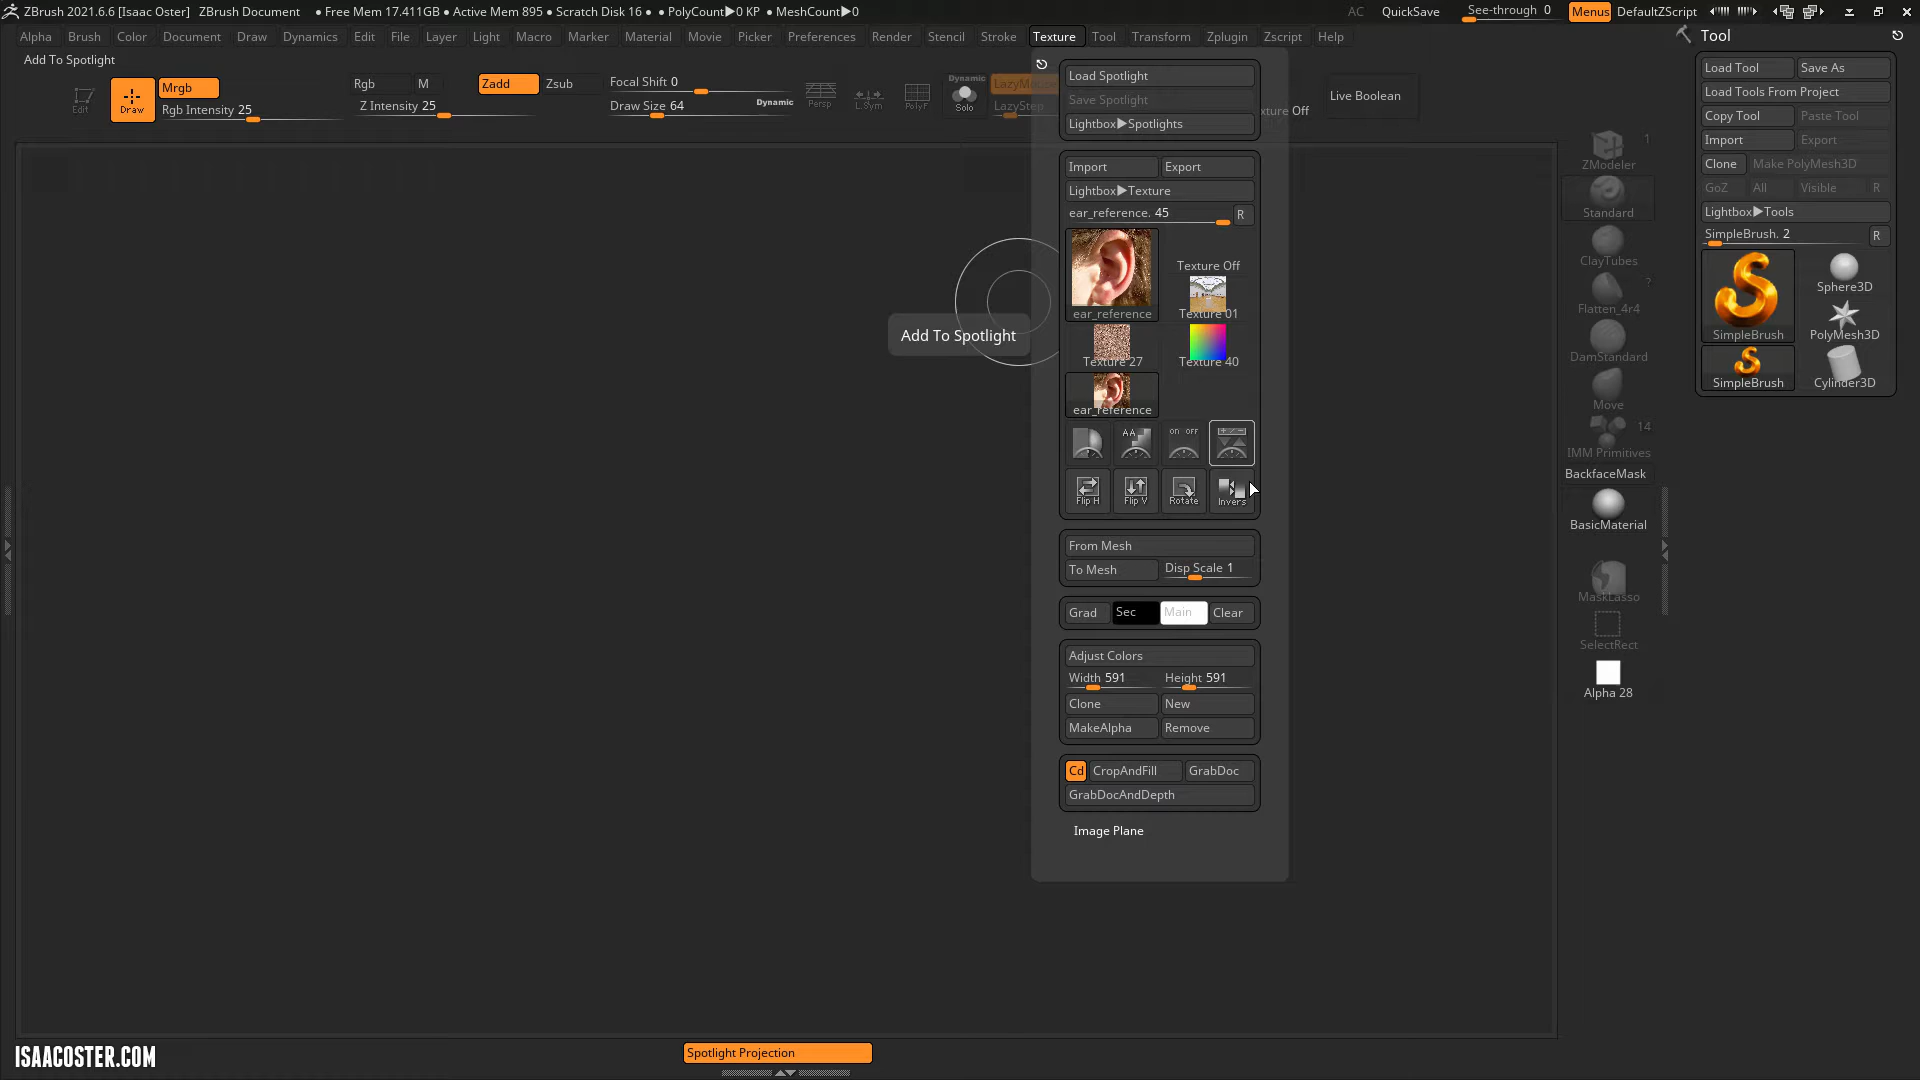 ZBrush 2021.6.6 [Isaac Oster] ZBrush Document • Free Mem 17.411GB • Active Mem 895 • Scratch Disk 16 • • PolyCount▶0 KP • MeshCount▶0 AC QuickSave See-through 0 Menus DefaultZScript
Alpha Brush Color Document Draw Dynamics Edit File Layer Light Macro Marker Material Movie Picker Preferences Render Stencil Stroke Texture Tool Transform Zplugin Zscript Help
Add To Spotlight
Edit
Draw
Mrgb
Rgb Intensity 25
Rgb M
Z Intensity 25
Zadd Zsub
Focal Shift 0
Draw Size 64 Dynamic
Persp
L.Sym
PolyF
Dynamic
Solo
LazyMouse
LazyStep
xture Off
Live Boolean
Load Spotlight
Save Spotlight
Lightbox▶Spotlights
Import Export
Lightbox▶Texture
ear_reference. 45 R
ear_reference
Texture Off
Texture 01
Texture 27
Texture 40
ear_reference
AA
ON OFF
+ / −
Flip H
Flip V
Rotate
Invers
From Mesh
To Mesh Disp Scale 1
Grad Sec Main Clear
Adjust Colors
Width 591 Height 591
Clone New
MakeAlpha Remove
Cd CropAndFill GrabDoc
GrabDocAndDepth
Image Plane
Add To Spotlight
1
ZModeler
Standard
ClayTubes
?
Flatten_4r4
DamStandard
Move
14
IMM Primitives
BackfaceMask
BasicMaterial
MaskLasso
SelectRect
Alpha 28
Tool
Load Tool Save As
Load Tools From Project
Copy Tool Paste Tool
Import Export
Clone Make PolyMesh3D
GoZ All Visible R
Lightbox▶Tools
SimpleBrush. 2 R
SimpleBrush
Sphere3D
PolyMesh3D
SimpleBrush
Cylinder3D
ISAACOSTER.COM
Spotlight Projection